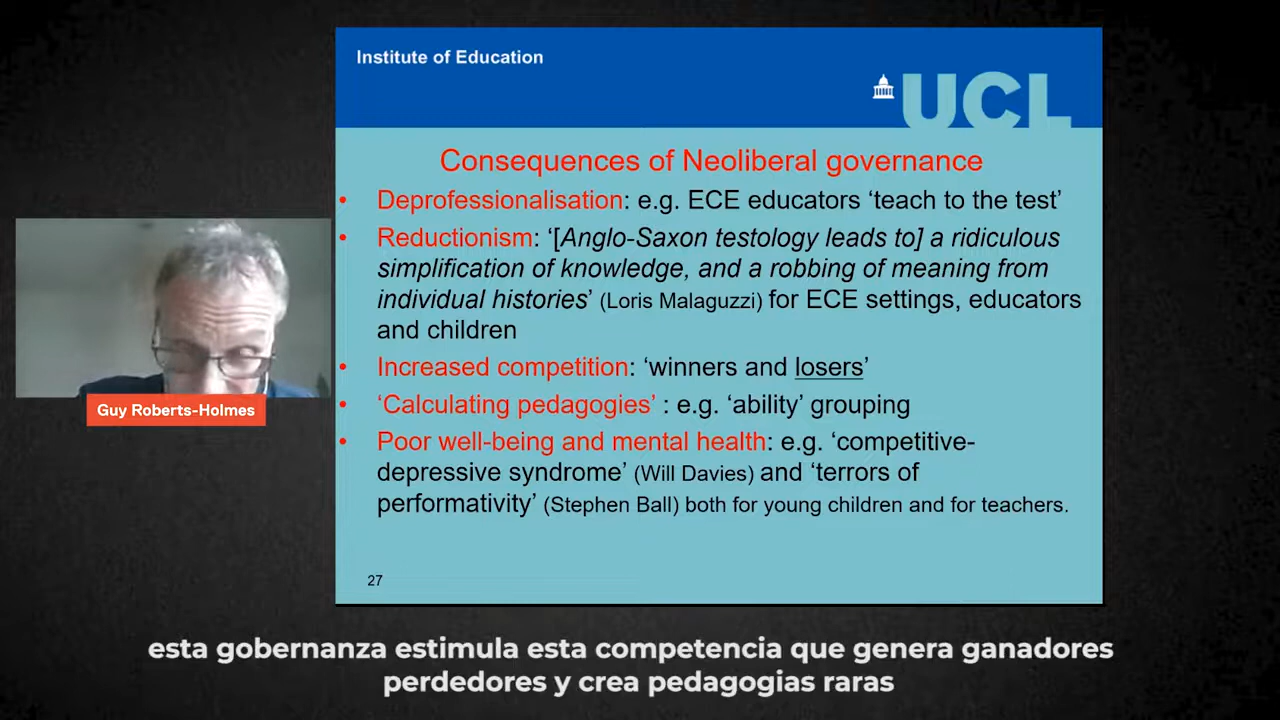 Institute of Education
UCL
Consequences of Neoliberal governance
• Deprofessionalisation: e.g. ECE educators ‘teach to the test’
• Reductionism: ‘[Anglo-Saxon testology leads to] a ridiculous
simplification of knowledge, and a robbing of meaning from
individual histories’ (Loris Malaguzzi) for ECE settings, educators
and children
• Increased competition: ‘winners and losers’
• ‘Calculating pedagogies’ : e.g. ‘ability’ grouping
• Poor well-being and mental health: e.g. ‘competitive-
depressive syndrome’ (Will Davies) and ‘terrors of
performativity’ (Stephen Ball) both for young children and for teachers.
27
Guy Roberts-Holmes
esta gobernanza estimula esta competencia que genera ganadores
perdedores y crea pedagogias raras